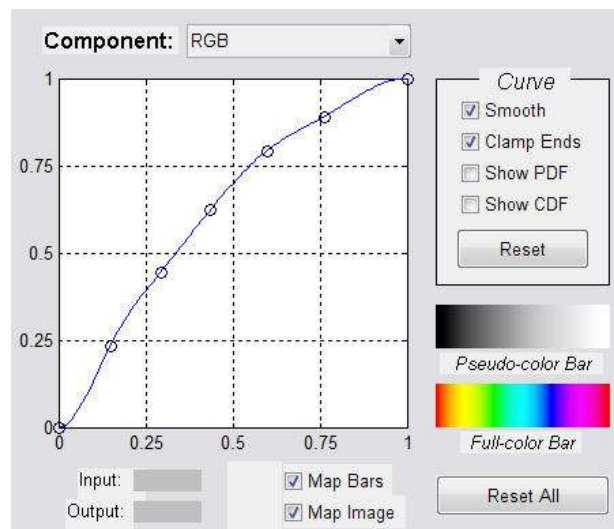 Component: RGB
1
0.75
0.5
0.25
0
0 0.25 0.5 0.75 1
Curve
Smooth
Clamp Ends
Show PDF
Show CDF
Reset
Pseudo-color Bar
Full-color Bar
Input:
Output:
Map Bars
Map Image
Reset All